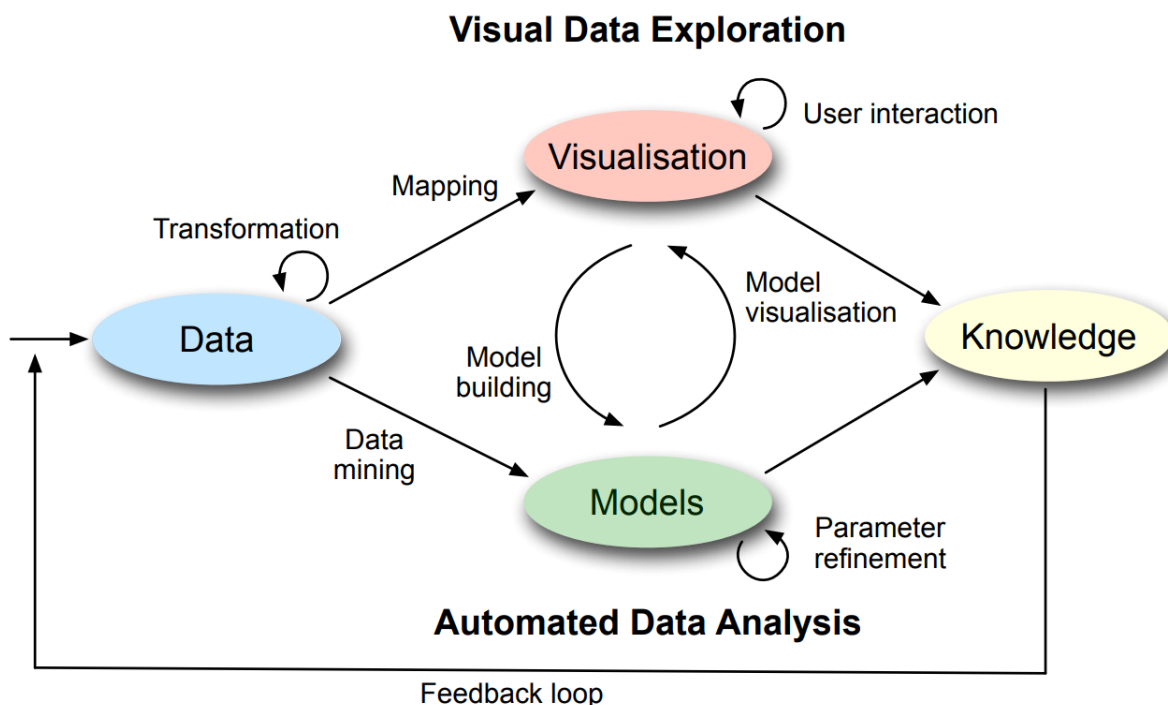 Visual Data Exploration
User interaction
Visualisation
Mapping
Transformation
Model
visualisation
Data
Knowledge
Model
building
Data
mining
Models
Parameter
refinement
Automated Data Analysis
Feedback loop